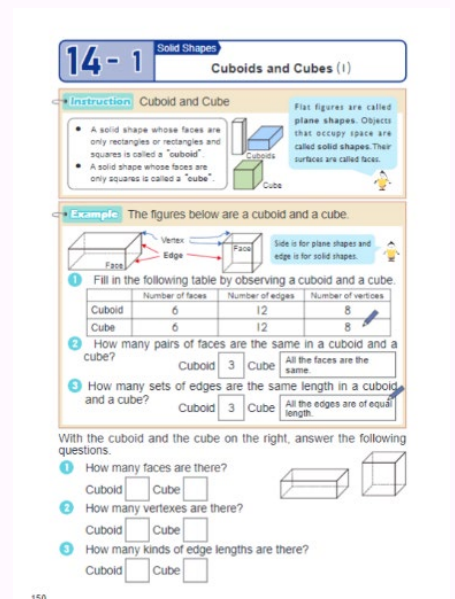 14-1
Solid Shapes
Cuboids and Cubes (1)
Instruction Cuboid and Cube
• A solid shape whose faces are
only rectangles or rectangles and
squares is called a "cuboid".
• A solid shape whose faces are
only squares is called a "cube".
Cuboids
Cube
Flat figures are called
plane shapes. Objects
that occupy space are
called solid shapes. Their
surfaces are called faces.
Example The figures below are a cuboid and a cube.
Vertex
Edge
Face
Face
Side is for plane shapes and
edge is for solid shapes.
1 Fill in the following table by observing a cuboid and a cube.
Number of faces Number of edges Number of vertices
Cuboid 6 12 8
Cube 6 12 8
2 How many pairs of faces are the same in a cuboid and a
cube?
Cuboid 3 Cube All the faces are the
same.
3 How many sets of edges are the same length in a cuboid
and a cube?
Cuboid 3 Cube All the edges are of equal
length.
With the cuboid and the cube on the right, answer the following
questions.
1 How many faces are there?
Cuboid Cube
2 How many vertexes are there?
Cuboid Cube
3 How many kinds of edge lengths are there?
Cuboid Cube